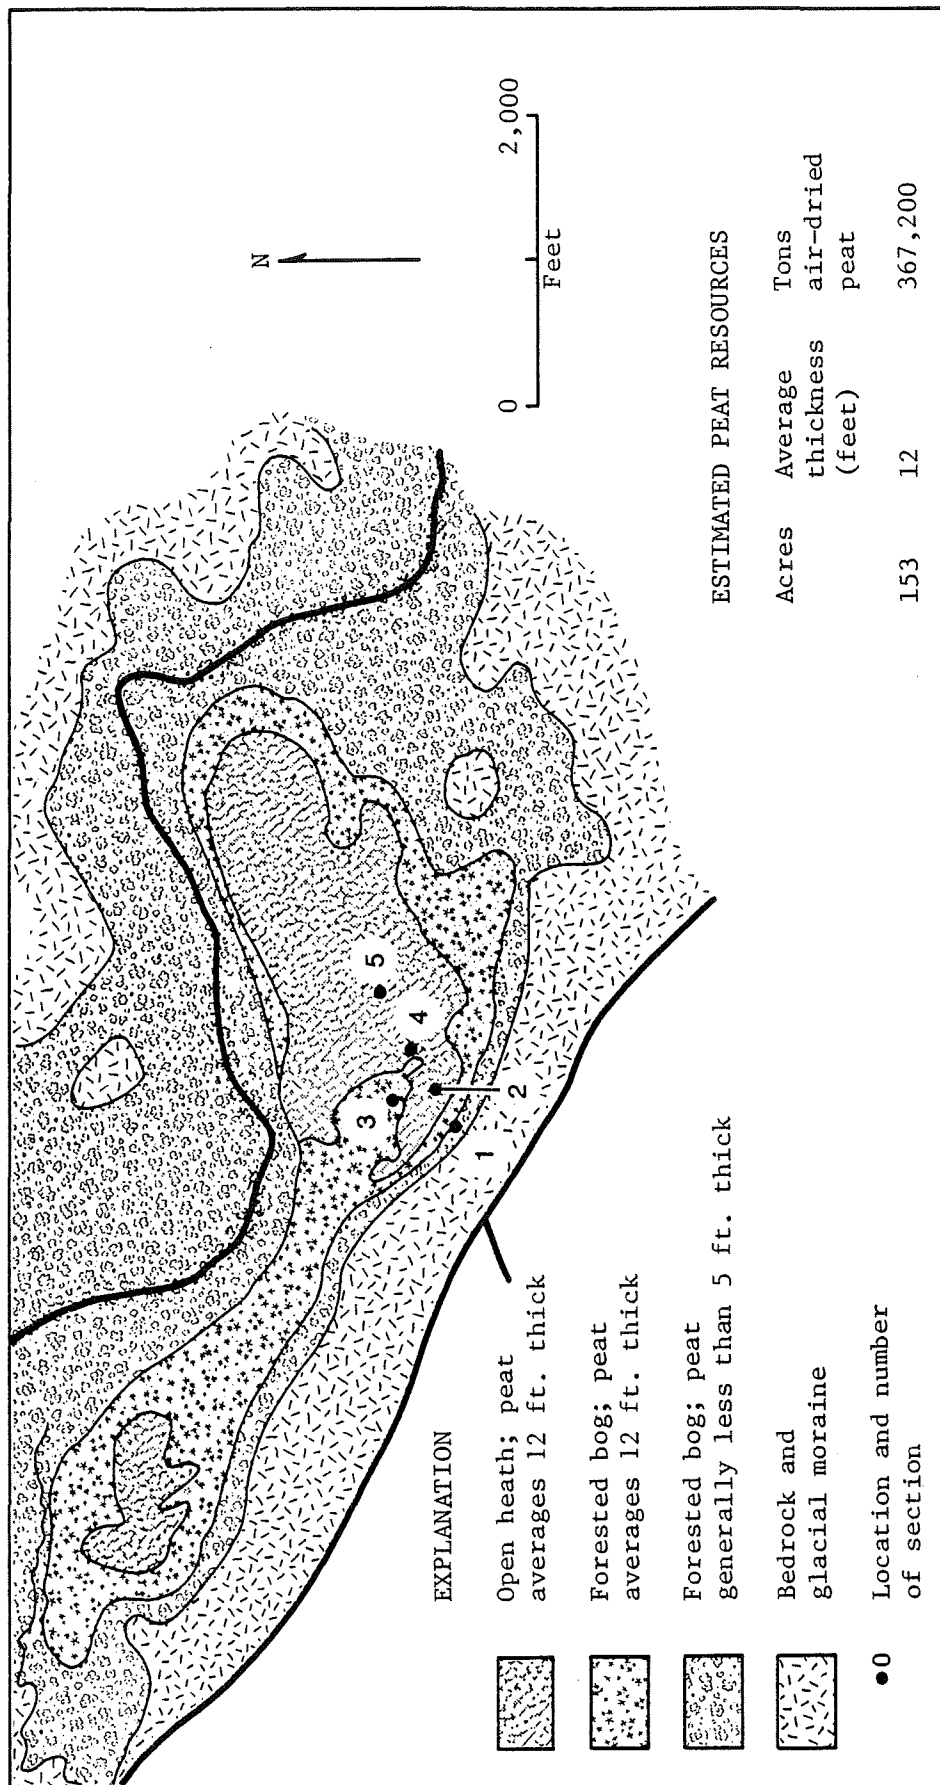 N
0
2,000
Feet
5
4
3
2
1
EXPLANATION
Open heath; peat
averages 12 ft. thick
Forested bog; peat
averages 12 ft. thick
Forested bog; peat
generally less than 5 ft. thick
Bedrock and
glacial moraine
0
Location and number
of section
ESTIMATED PEAT RESOURCES
Acres Average Tons
thickness air-dried
(feet) peat
153 12 367,200